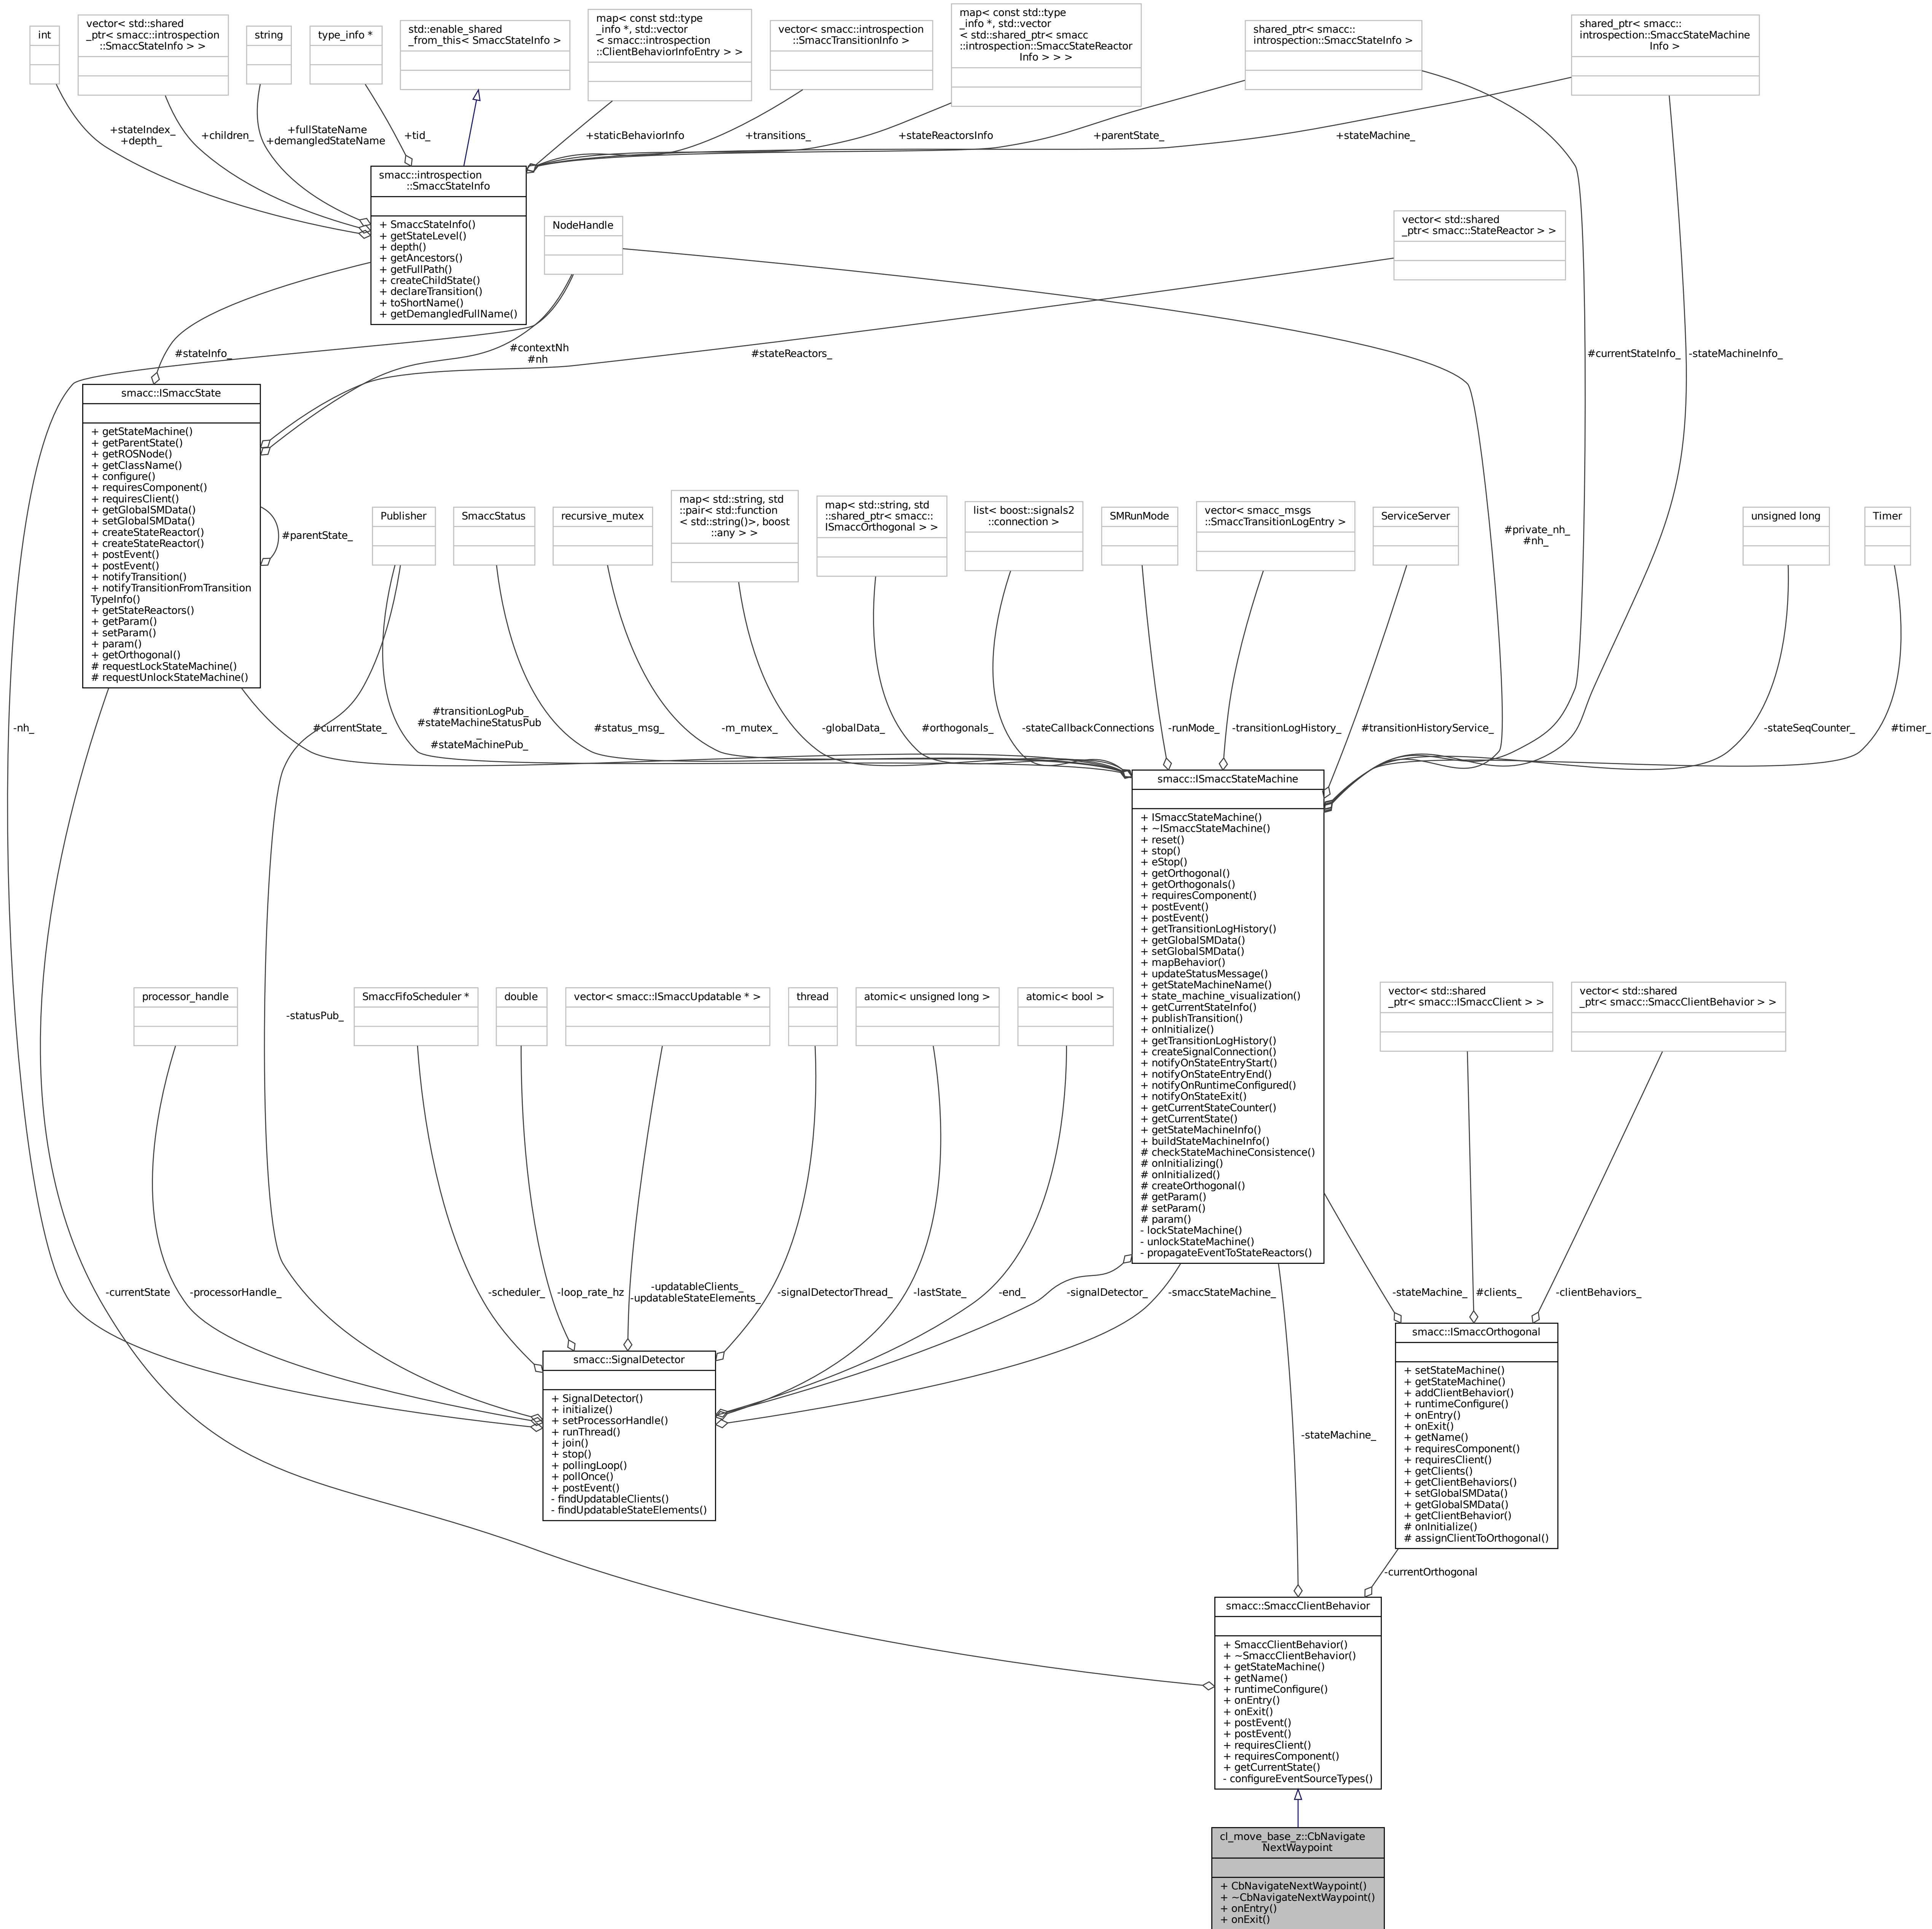 int
vector< std::shared
_ptr< smacc::introspection
::SmaccStateInfo > >
string
type_info *
std::enable_shared
_from_this< SmaccStateInfo >
map< const std::type
_info *, std::vector
< smacc::introspection
::ClientBehaviorInfoEntry > >
vector< smacc::introspection
::SmaccTransitionInfo >
map< const std::type
_info *, std::vector
< std::shared_ptr< smacc
::introspection::SmaccStateReactor
Info > > >
shared_ptr< smacc::
introspection::SmaccStateInfo >
shared_ptr< smacc::
introspection::SmaccStateMachine
Info >
+stateIndex_
+depth_
+children_
+fullStateName
+demangledStateName
+tid_
+staticBehaviorInfo
+transitions_
+stateReactorsInfo
+parentState_
+stateMachine_
smacc::introspection
::SmaccStateInfo
+ SmaccStateInfo()
+ getStateLevel()
+ depth()
+ getAncestors()
+ getFullPath()
+ createChildState()
+ declareTransition()
+ toShortName()
+ getDemangledFullName()
NodeHandle
vector< std::shared
_ptr< smacc::StateReactor > >
#stateInfo_
#contextNh
#nh
#stateReactors_
#currentStateInfo_
-stateMachineInfo_
smacc::ISmaccState
+ getStateMachine()
+ getParentState()
+ getROSNode()
+ getClassName()
+ configure()
+ requiresComponent()
+ requiresClient()
+ getGlobalSMData()
+ setGlobalSMData()
+ createStateReactor()
+ createStateReactor()
+ postEvent()
+ postEvent()
+ notifyTransition()
+ notifyTransitionFromTransition
TypeInfo()
+ getStateReactors()
+ getParam()
+ setParam()
+ param()
+ getOrthogonal()
# requestLockStateMachine()
# requestUnlockStateMachine()
#parentState_
Publisher
SmaccStatus
recursive_mutex
map< std::string, std
::pair< std::function
< std::string()>, boost
::any > >
map< std::string, std
::shared_ptr< smacc::
ISmaccOrthogonal > >
list< boost::signals2
::connection >
SMRunMode
vector< smacc_msgs
::SmaccTransitionLogEntry >
ServiceServer
#private_nh_
#nh_
unsigned long
Timer
-nh_
#currentState_
#transitionLogPub_
#stateMachineStatusPub
_
#stateMachinePub_
#status_msg_
-m_mutex_
-globalData_
#orthogonals_
-stateCallbackConnections
-runMode_
-transitionLogHistory_
#transitionHistoryService_
-stateSeqCounter_
#timer_
smacc::ISmaccStateMachine
+ ISmaccStateMachine()
+ ~ISmaccStateMachine()
+ reset()
+ stop()
+ eStop()
+ getOrthogonal()
+ getOrthogonals()
+ requiresComponent()
+ postEvent()
+ postEvent()
+ getTransitionLogHistory()
+ getGlobalSMData()
+ setGlobalSMData()
+ mapBehavior()
+ updateStatusMessage()
+ getStateMachineName()
+ state_machine_visualization()
+ getCurrentStateInfo()
+ publishTransition()
+ onInitialize()
+ getTransitionLogHistory()
+ createSignalConnection()
+ notifyOnStateEntryStart()
+ notifyOnStateEntryEnd()
+ notifyOnRuntimeConfigured()
+ notifyOnStateExit()
+ getCurrentStateCounter()
+ getCurrentState()
+ getStateMachineInfo()
+ buildStateMachineInfo()
# checkStateMachineConsistence()
# onInitializing()
# onInitialized()
# createOrthogonal()
# getParam()
# setParam()
# param()
- lockStateMachine()
- unlockStateMachine()
- propagateEventToStateReactors()
processor_handle
-statusPub_
SmaccFifoScheduler *
double
vector< smacc::ISmaccUpdatable * >
thread
atomic< unsigned long >
atomic< bool >
vector< std::shared
_ptr< smacc::ISmaccClient > >
vector< std::shared
_ptr< smacc::SmaccClientBehavior > >
-currentState
-processorHandle_
-scheduler_
-loop_rate_hz
-updatableClients_
-updatableStateElements_
-signalDetectorThread_
-lastState_
-end_
-signalDetector_
-smaccStateMachine_
-stateMachine_
#clients_
-clientBehaviors_
smacc::SignalDetector
+ SignalDetector()
+ initialize()
+ setProcessorHandle()
+ runThread()
+ join()
+ stop()
+ pollingLoop()
+ pollOnce()
+ postEvent()
- findUpdatableClients()
- findUpdatableStateElements()
-stateMachine_
smacc::ISmaccOrthogonal
+ setStateMachine()
+ getStateMachine()
+ addClientBehavior()
+ runtimeConfigure()
+ onEntry()
+ onExit()
+ getName()
+ requiresComponent()
+ requiresClient()
+ getClients()
+ getClientBehaviors()
+ setGlobalSMData()
+ getGlobalSMData()
+ getClientBehavior()
# onInitialize()
# assignClientToOrthogonal()
-currentOrthogonal
smacc::SmaccClientBehavior
+ SmaccClientBehavior()
+ ~SmaccClientBehavior()
+ getStateMachine()
+ getName()
+ runtimeConfigure()
+ onEntry()
+ onExit()
+ postEvent()
+ postEvent()
+ requiresClient()
+ requiresComponent()
+ getCurrentState()
- configureEventSourceTypes()
cl_move_base_z::CbNavigate
NextWaypoint
+ CbNavigateNextWaypoint()
+ ~CbNavigateNextWaypoint()
+ onEntry()
+ onExit()